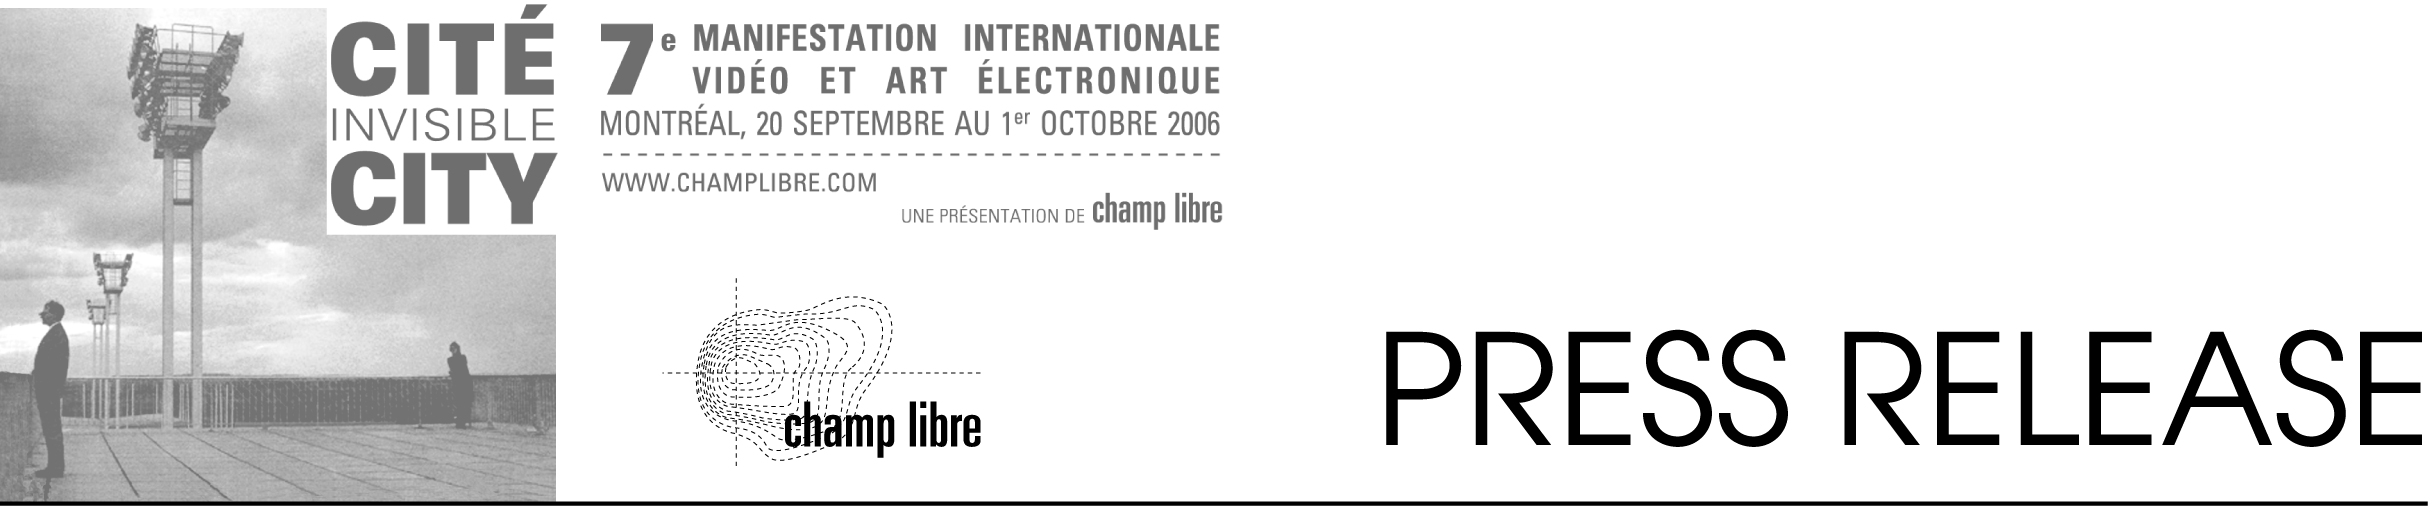 CITÉ
INVISIBLE
CITY
7e MANIFESTATION INTERNATIONALE
VIDÉO ET ART ÉLECTRONIQUE
MONTRÉAL, 20 SEPTEMBRE AU 1er OCTOBRE 2006
WWW.CHAMPLIBRE.COM
UNE PRÉSENTATION DE champ libre
champ libre
PRESS RELEASE